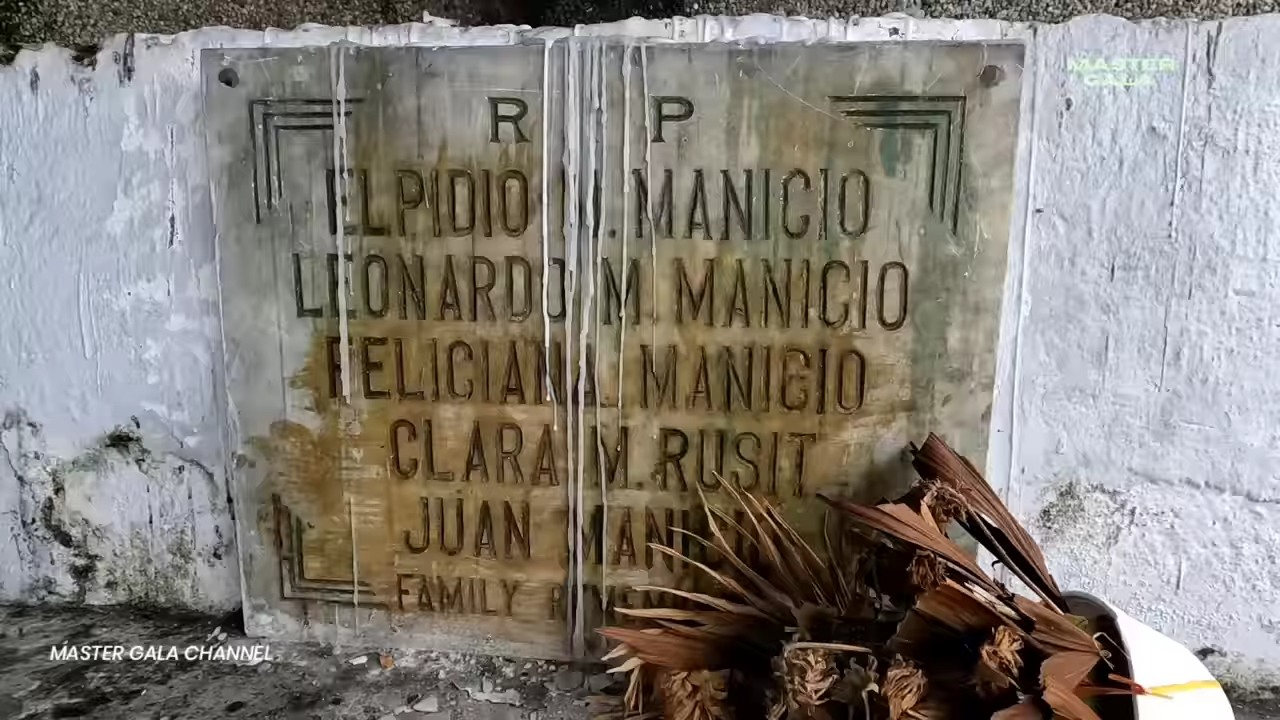 R P
ELPIDIO MANICIO
LEONARDO M. MANICIO
FELICIANA MANICIO
CLARA M. RUSIT
JUAN
FAMILY
MASTER GALA
MASTER GALA CHANNEL